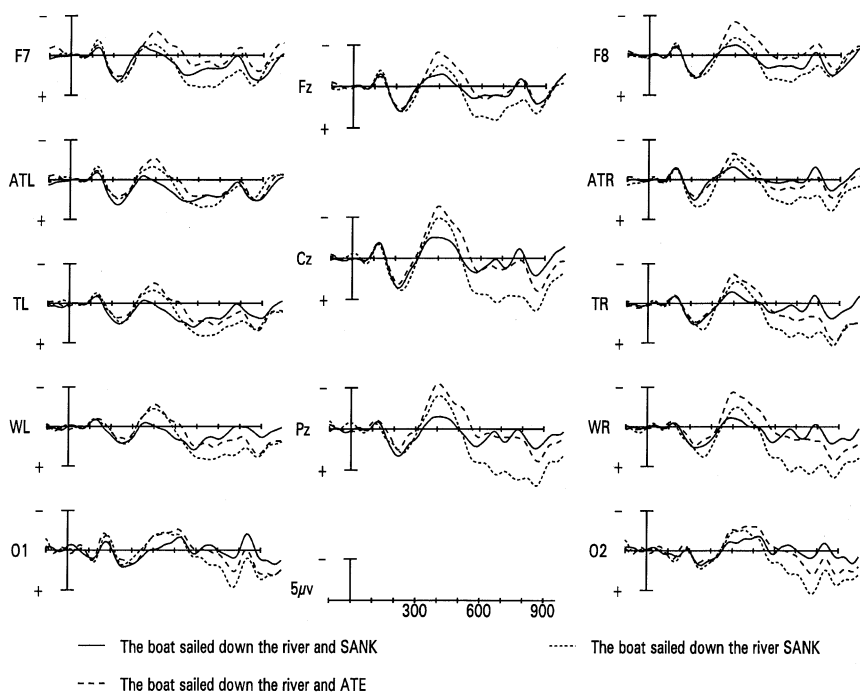 −
F7
+
−
Fz
+
−
F8
+
−
ATL
+
−
Cz
+
−
ATR
+
−
TL
+
−
TR
+
−
WL
+
−
Pz
+
−
WR
+
−
O1
+
−
5μv
300 600 900
−
O2
+
The boat sailed down the river and SANK
The boat sailed down the river SANK
The boat sailed down the river and ATE